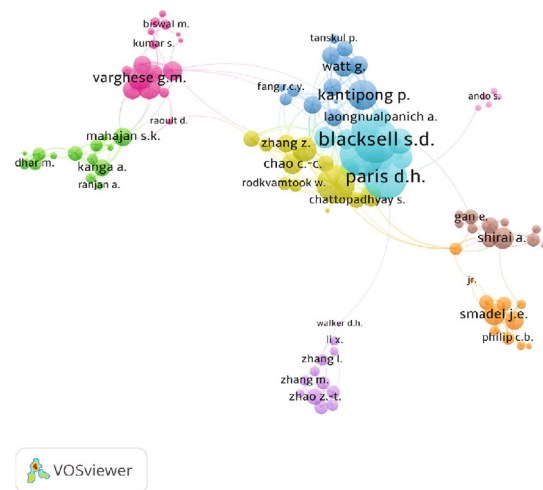 biswal m.
kumar s.
varghese g.m.
raoult d.
mahajan s.k.
dhar m.
kanga a.
ranjan a.
tanskul p.
watt g.
fang r.c.y.
kantipong p.
laongnualpanich a.
ando s.
zhang z.
blacksell s.d.
chao c.-c.
paris d.h.
rodkvamtook w.
chattopadhyay s.
gan e.
shirai a.
jr.
smadel j.e.
philip c.b.
walker d.h.
li x.
zhang l.
zhang m.
zhao z.-t.
VOSviewer